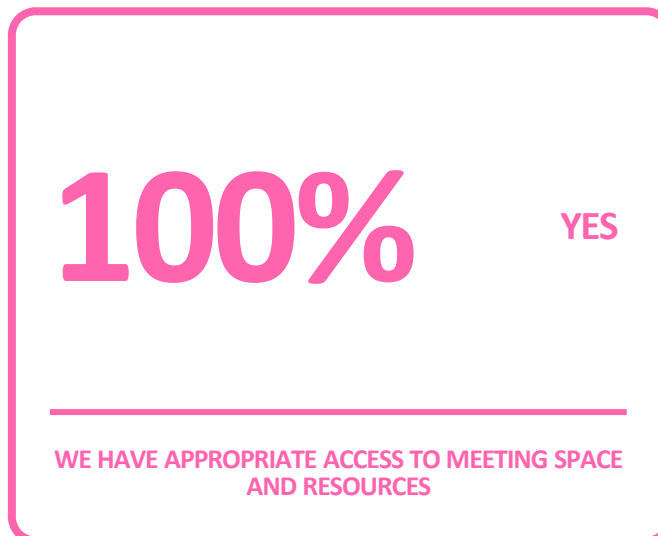 100%
YES
WE HAVE APPROPRIATE ACCESS TO MEETING SPACE
AND RESOURCES